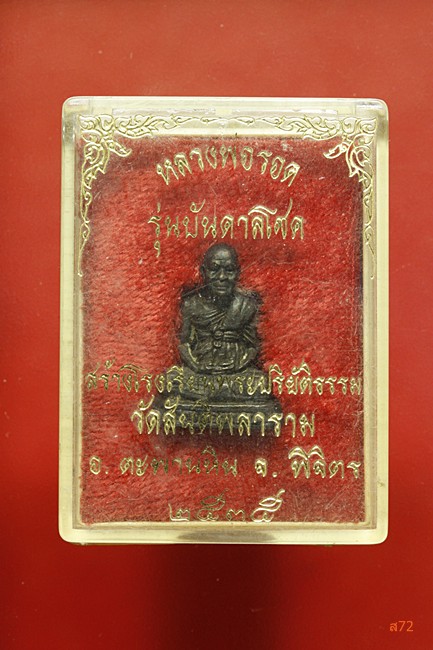 หลวงพ่อรอด
รุ่นบันดาลโชค
สร้างโรงเรียนพระปริยัติธรรม
วัดสันติพลาราม
อ. ตะพานหิน จ. พิจิตร
๒๕๓๕
ส72